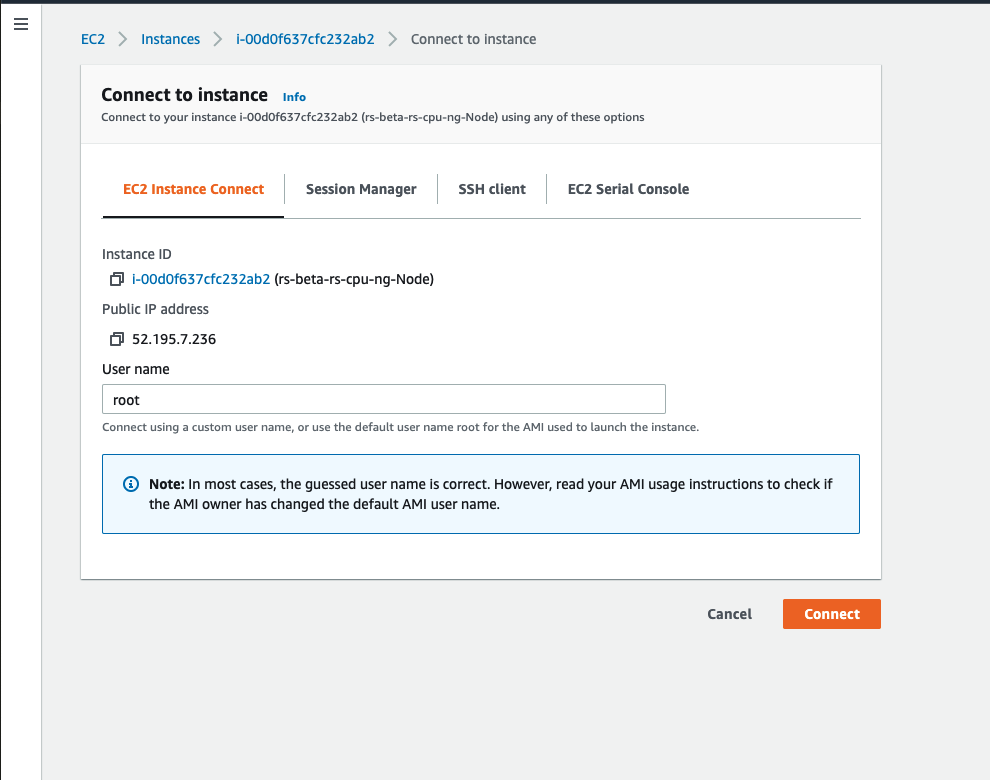 EC2 Instances i-00d0f637cfc232ab2 Connect to instance
Connect to instance Info
Connect to your instance i-00d0f637cfc232ab2 (rs-beta-rs-cpu-ng-Node) using any of these options
EC2 Instance Connect Session Manager SSH client EC2 Serial Console
Instance ID
i-00d0f637cfc232ab2 (rs-beta-rs-cpu-ng-Node)
Public IP address
52.195.7.236
User name
root
Connect using a custom user name, or use the default user name root for the AMI used to launch the instance.
Note: In most cases, the guessed user name is correct. However, read your AMI usage instructions to check if
the AMI owner has changed the default AMI user name.
Cancel Connect